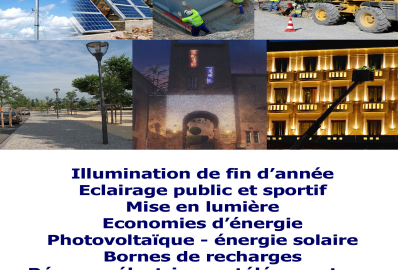 Illumination de fin d’année
Eclairage public et sportif
Mise en lumière
Economies d’énergie
Photovoltaïque - énergie solaire
Bornes de recharges